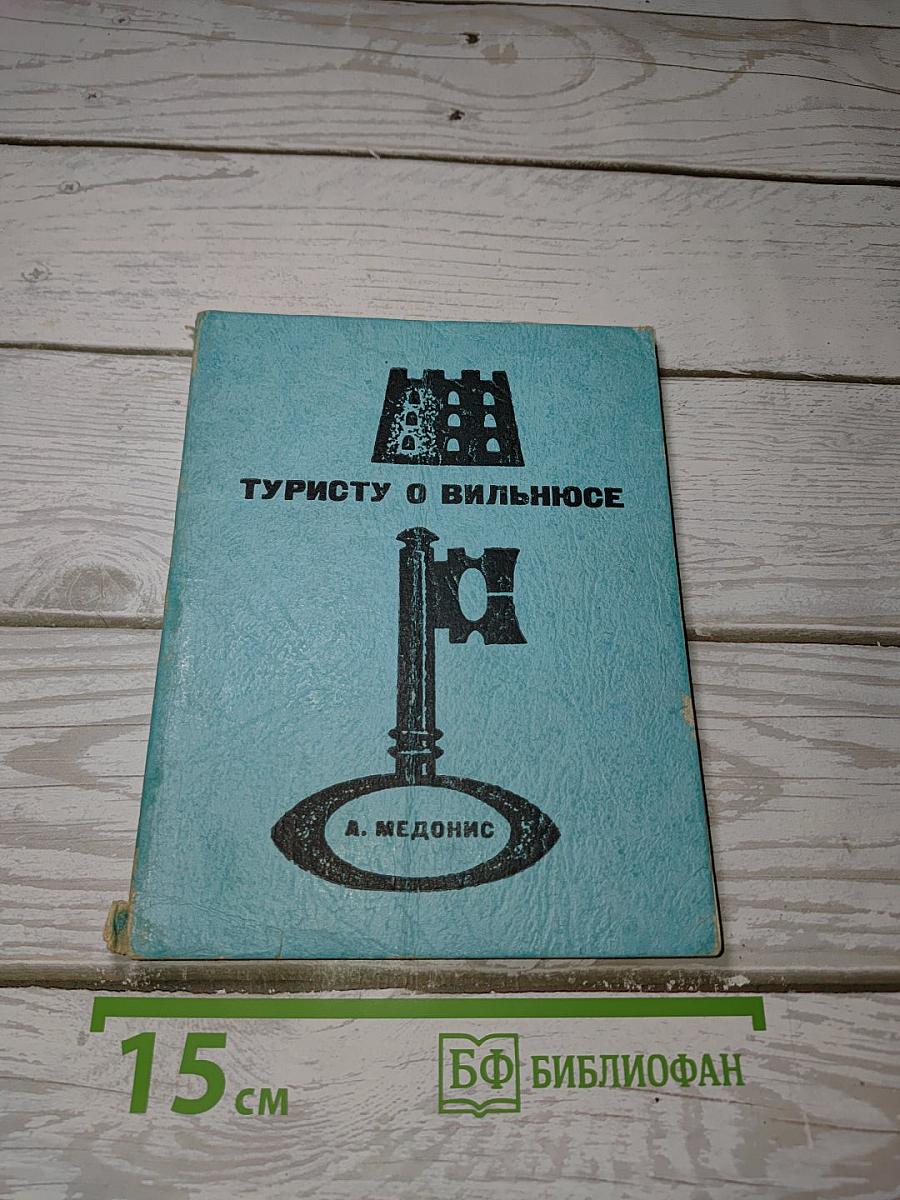 ТУРИСТУ О ВИЛЬНЮСЕ
А. МЕДОНИС
15 см
БФ БИБЛИОФАН